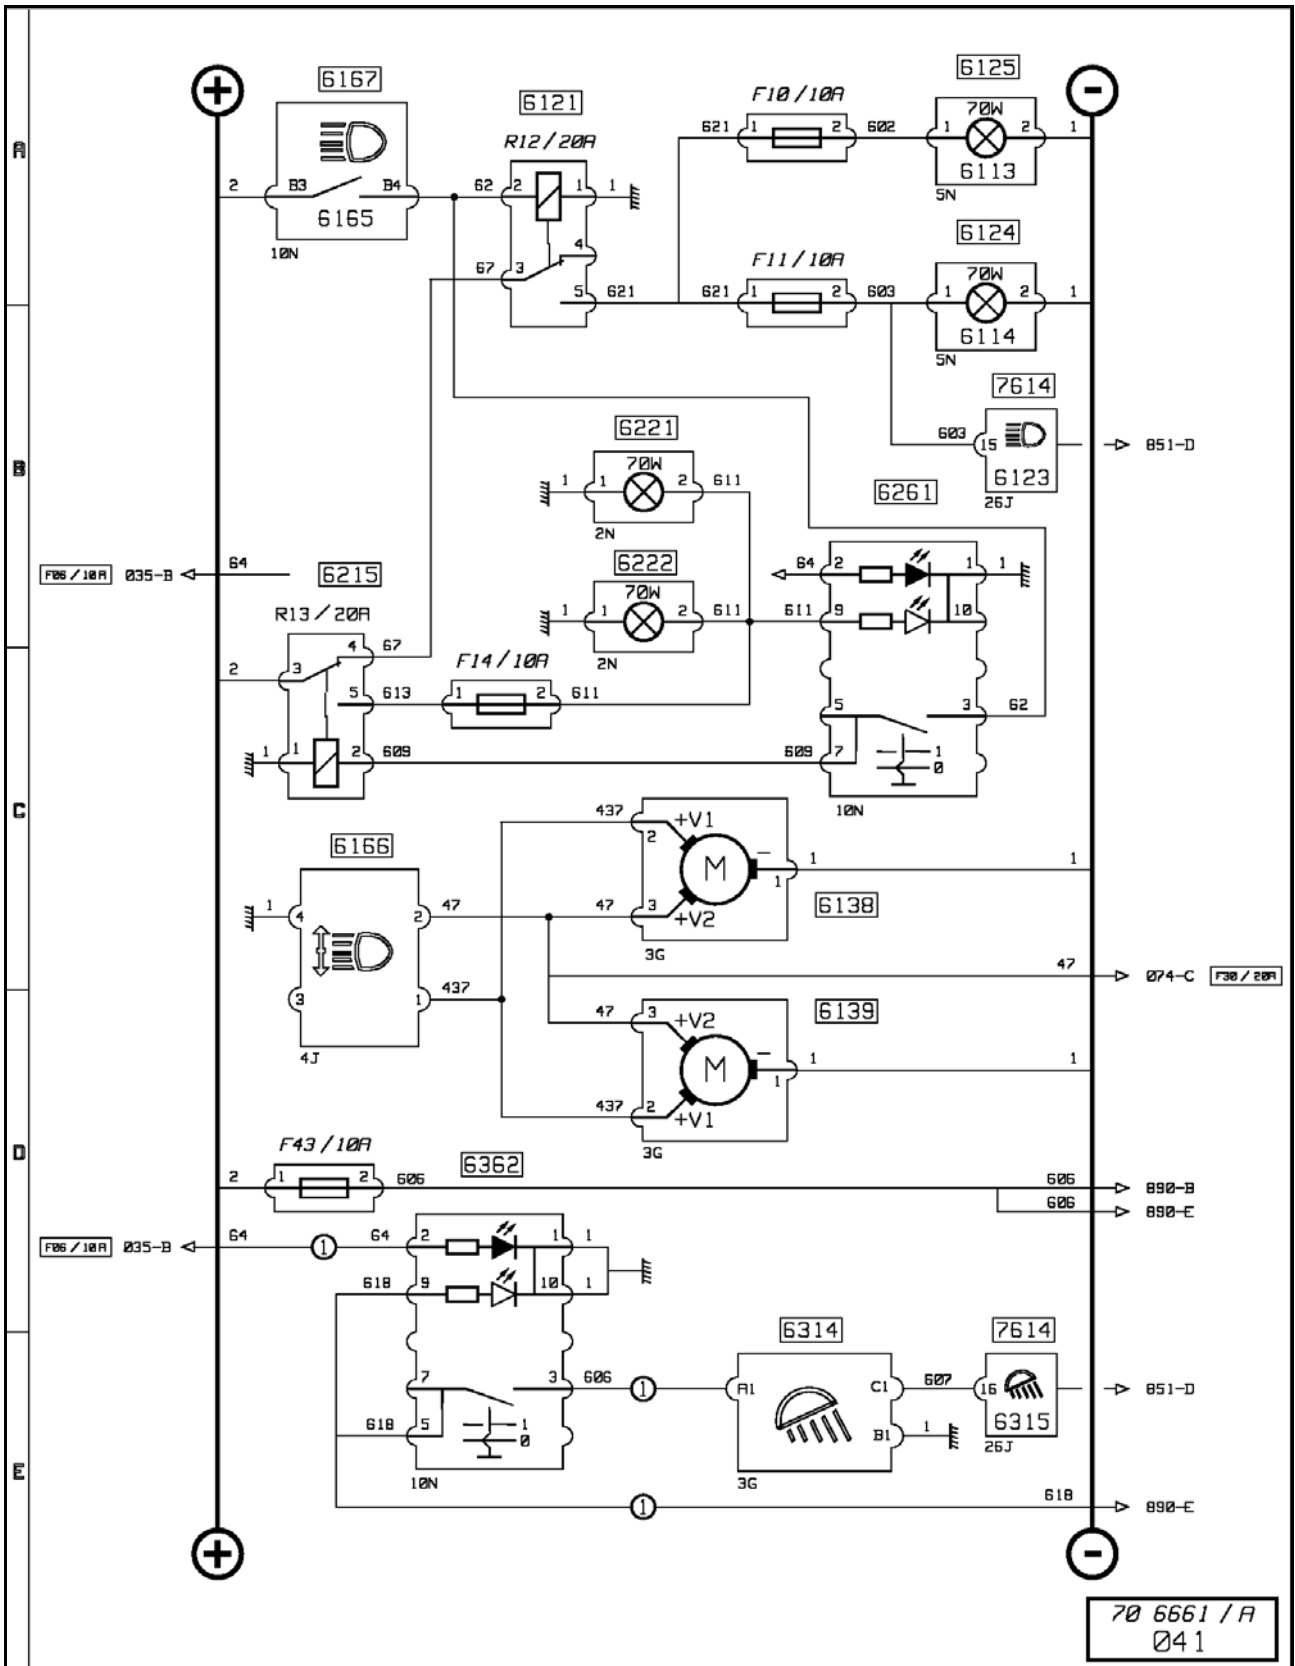 6167
6121
6125
F10/10A
R12/20A
70W
621 1 2 602 1 2 1
6113
5N
A
2 B3 B4 62 2 1 1
6165
10N
6124
4
67 3
F11/10A
70W
5 621 621 1 2 603 1 2 1
6114
5N
7614
6221
603 15 851-D
6123
26J
B
70W
6261
1 1 2 611
2N
6222
F06/10A 035-B 64
6215
64 2 1 1
70W
R13/20A
1 1 2 611 611 9 10
2N
4 67
F14/10A
2 3
5 613 1 2 611
5 3 62
1 1 2 609 609 7
1
0
10N
C
437 +V1
2
6166
M
- 1 1
1
6138
1 4 2 47 47 3
+V2
3G
47 074-C F30/20A
3 1 437
47 3 +V2
6139
4J
M
- 1 1
1
437 2
+V1
3G
D
F43/10A
6362
2 1 2 606 606 890-B
606 890-E
F06/10A 035-B 64 1 64 2 1 1
618 9 10 1
6314
7614
7 3 606 1 A1 C1 607 16 851-D
618 5
1
0
B1 1
6315
26J
10N
3G
E
1 618 890-E
70 6661/A
041